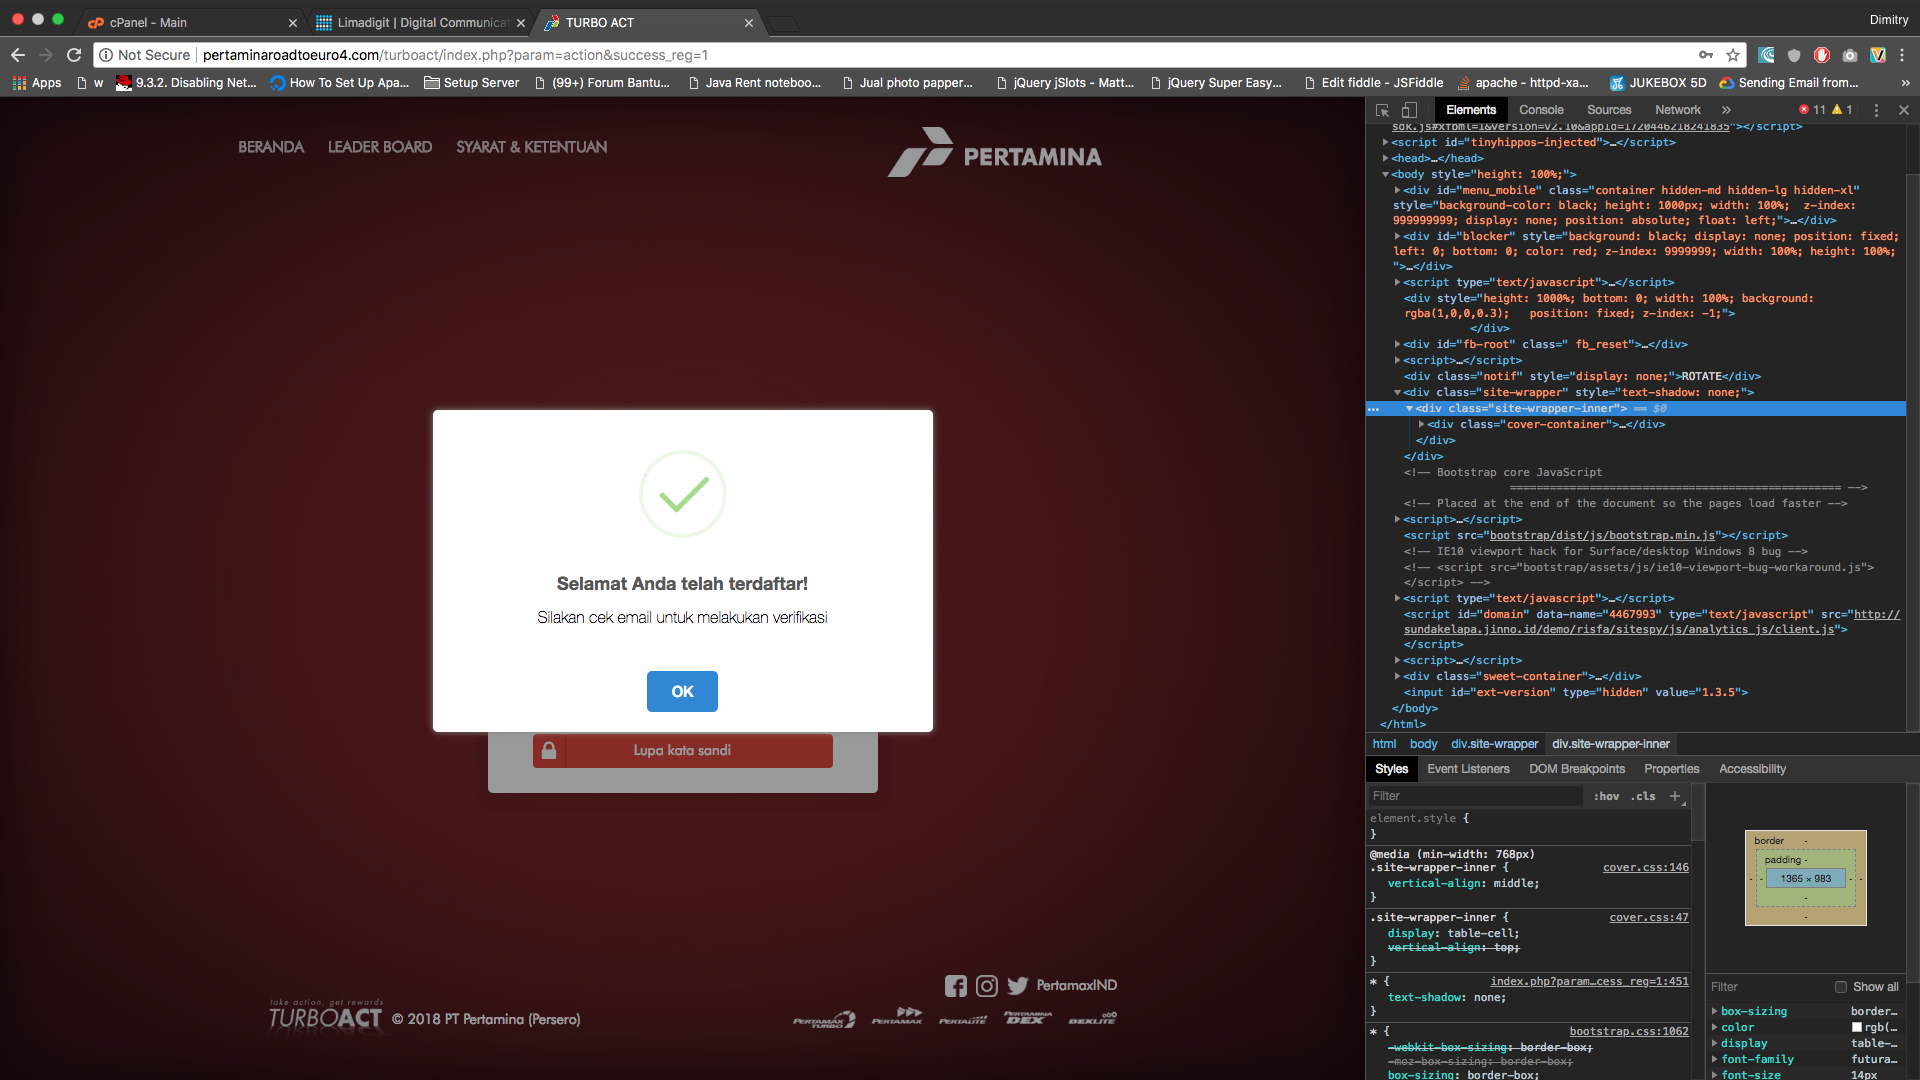 cPanel - Main
Limadigit | Digital Communicat
TURBO ACT
Dimitry
Not Secure | pertaminaroadtoeuro4.com/turboact/index.php?param=action&success_reg=1
Apps
w
9.3.2. Disabling Net...
How To Set Up Apa...
Setup Server
(99+) Forum Bantu...
Java Rent noteboo...
Jual photo papper...
jQuery jSlots - Matt...
jQuery Super Easy...
Edit fiddle - JSFiddle
apache - httpd-xa...
JUKEBOX 5D
Sending Email from...
BERANDA
LEADER BOARD
SYARAT & KETENTUAN
PERTAMINA
Selamat Anda telah terdaftar!
Silakan cek email untuk melakukan verifikasi
OK
Lupa kata sandi
PertamaxIND
take action, get rewards
TURBOACT
© 2018 PT Pertamina (Persero)
PERTAMAX TURBO
PERTAMAX
PERTALITE
PERTAMINA DEX
DEXLITE
Elements
Console
Sources
Network
»
11
1
sdk.js#xfbml=1&version=v2.10&appId=1720446218241835"></script>
<script id="tinyhippos-injected">…</script>
<head>…</head>
<body style="height: 100%;">
<div id="menu_mobile" class="container hidden-md hidden-lg hidden-xl"
style="background-color: black; height: 1000px; width: 100%;  z-index:
999999999; display: none; position: absolute; float: left;">…</div>
<div id="blocker" style="background: black; display: none; position: fixed;
left: 0; bottom: 0; color: red; z-index: 9999999; width: 100%; height: 100%;
">…</div>
<script type="text/javascript">…</script>
<div style="height: 1000%; bottom: 0; width: 100%; background:
rgba(1,0,0,0.3);   position: fixed; z-index: -1;">
</div>
<div id="fb-root" class=" fb_reset">…</div>
<script>…</script>
<div class="notif" style="display: none;">ROTATE</div>
<div class="site-wrapper" style="text-shadow: none;">
<div class="site-wrapper-inner"> == $0
<div class="cover-container">…</div>
</div>
</div>
<!-- Bootstrap core JavaScript
================================================== -->
<!-- Placed at the end of the document so the pages load faster -->
<script>…</script>
<script src="bootstrap/dist/js/bootstrap.min.js"></script>
<!-- IE10 viewport hack for Surface/desktop Windows 8 bug -->
<!-- <script src="bootstrap/assets/js/ie10-viewport-bug-workaround.js">
</script> -->
<script type="text/javascript">…</script>
<script id="domain" data-name="4467993" type="text/javascript" src="http://
sundakelapa.jinno.id/demo/risfa/sitespy/js/analytics_js/client.js">
</script>
<script>…</script>
<div class="sweet-container">…</div>
<input id="ext-version" type="hidden" value="1.3.5">
</body>
</html>
html
body
div.site-wrapper
div.site-wrapper-inner
Styles
Event Listeners
DOM Breakpoints
Properties
Accessibility
Filter
:hov
.cls
+
element.style {
}
@media (min-width: 768px)
.site-wrapper-inner {
cover.css:146
vertical-align: middle;
}
.site-wrapper-inner {
cover.css:47
display: table-cell;
vertical-align: top;
}
* {
index.php?param…cess_reg=1:451
text-shadow: none;
}
* {
bootstrap.css:1062
-webkit-box-sizing: border-box;
-moz-box-sizing: border-box;
box-sizing: border-box;
border
-
padding -
1365 × 983
Filter
Show all
box-sizing
border…
color
rgb(…
display
table-…
font-family
futura…
font-size
14px